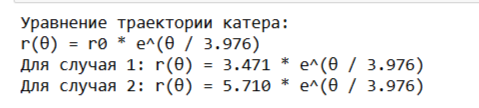 Уравнение траектории катера:
r(θ) = r0 * e^(θ / 3.976)
Для случая 1: r(θ) = 3.471 * e^(θ / 3.976)
Для случая 2: r(θ) = 5.710 * e^(θ / 3.976)